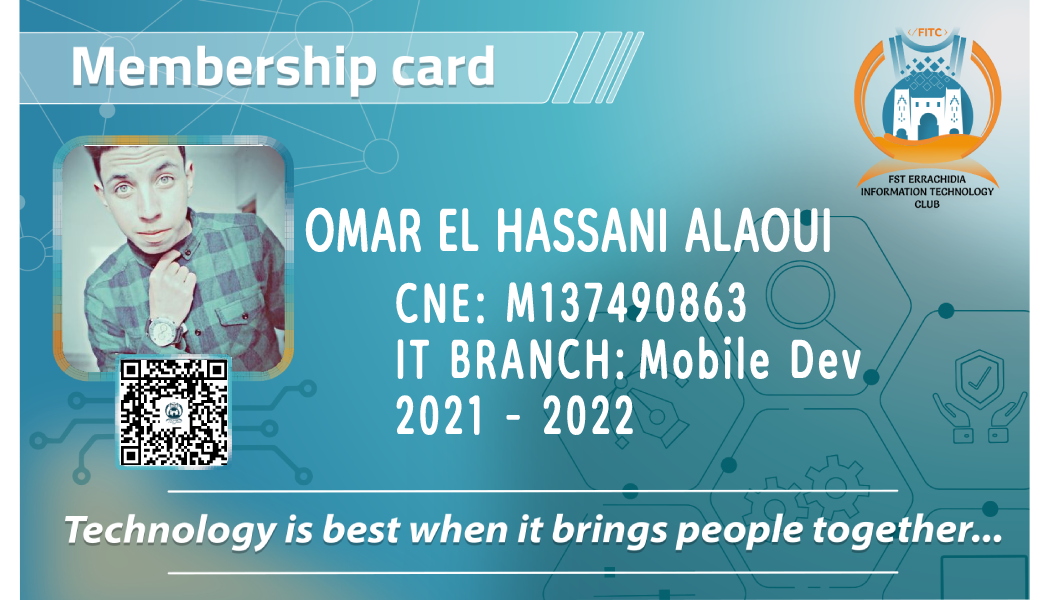 Membership card
</FITC>
FST ERRACHIDIA
INFORMATION TECHNOLOGY
CLUB
OMAR EL HASSANI ALAOUI
CNE: M137490863
IT BRANCH: Mobile Dev
2021 - 2022
Technology is best when it brings people together...